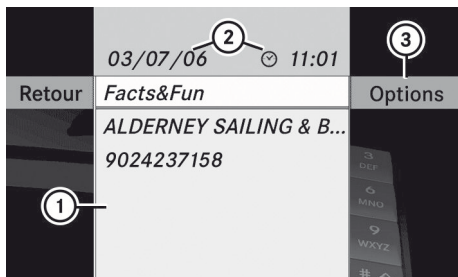 2
3
03/07/06 11:01
Retour Facts&Fun Options
ALDERNEY SAILING & B...
9024237158
1
3
DEF
6
MNO
9
WXYZ
#